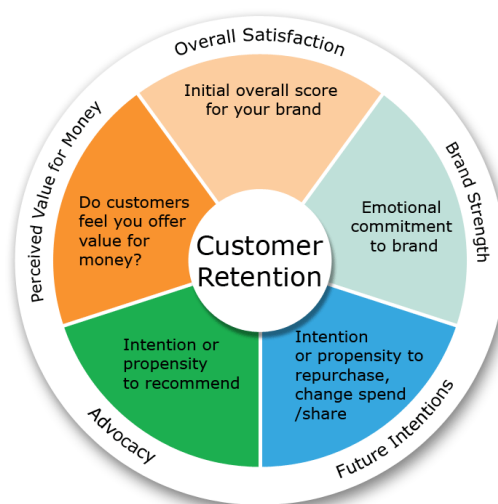 Overall Satisfaction
Initial overall score
for your brand
Brand Strength
Emotional
commitment
to brand
Future Intentions
Intention
or propensity to
repurchase,
change spend
/share
Advocacy
Intention or
propensity
to recommend
Perceived Value for Money
Do customers
feel you offer
value for
money?
Customer
Retention